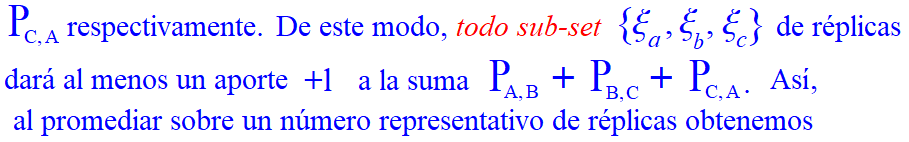 P_{C,A} respectivamente. De este modo, todo sub-set {ξ_a, ξ_b, ξ_c} de réplicas
dará al menos un aporte +1 a la suma P_{A,B} + P_{B,C} + P_{C,A}. Así,
al promediar sobre un número representativo de réplicas obtenemos